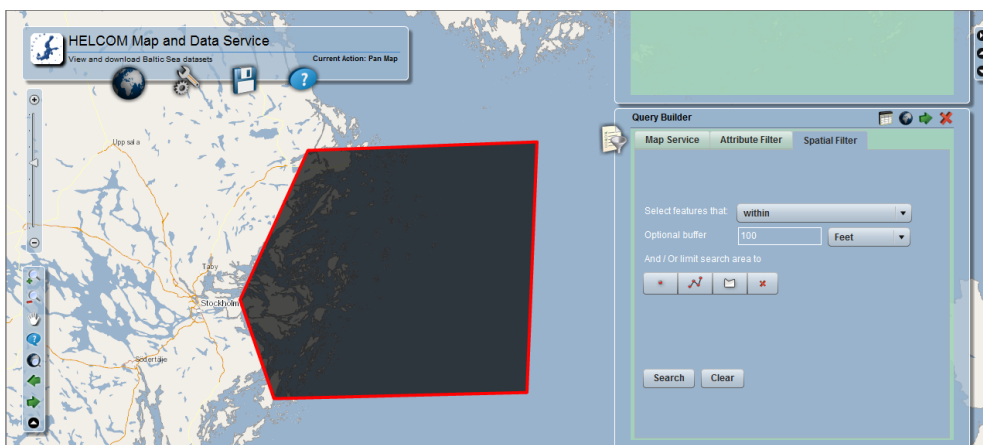 HELCOM Map and Data Service
View and download Baltic Sea datasets
Current Action: Pan Map
Uppsala
Taby
Stockholm
Södertälje
Query Builder
Map Service Attribute Filter Spatial Filter
Select features that: within
Optional buffer 100 Feet
And / Or limit search area to
Search Clear